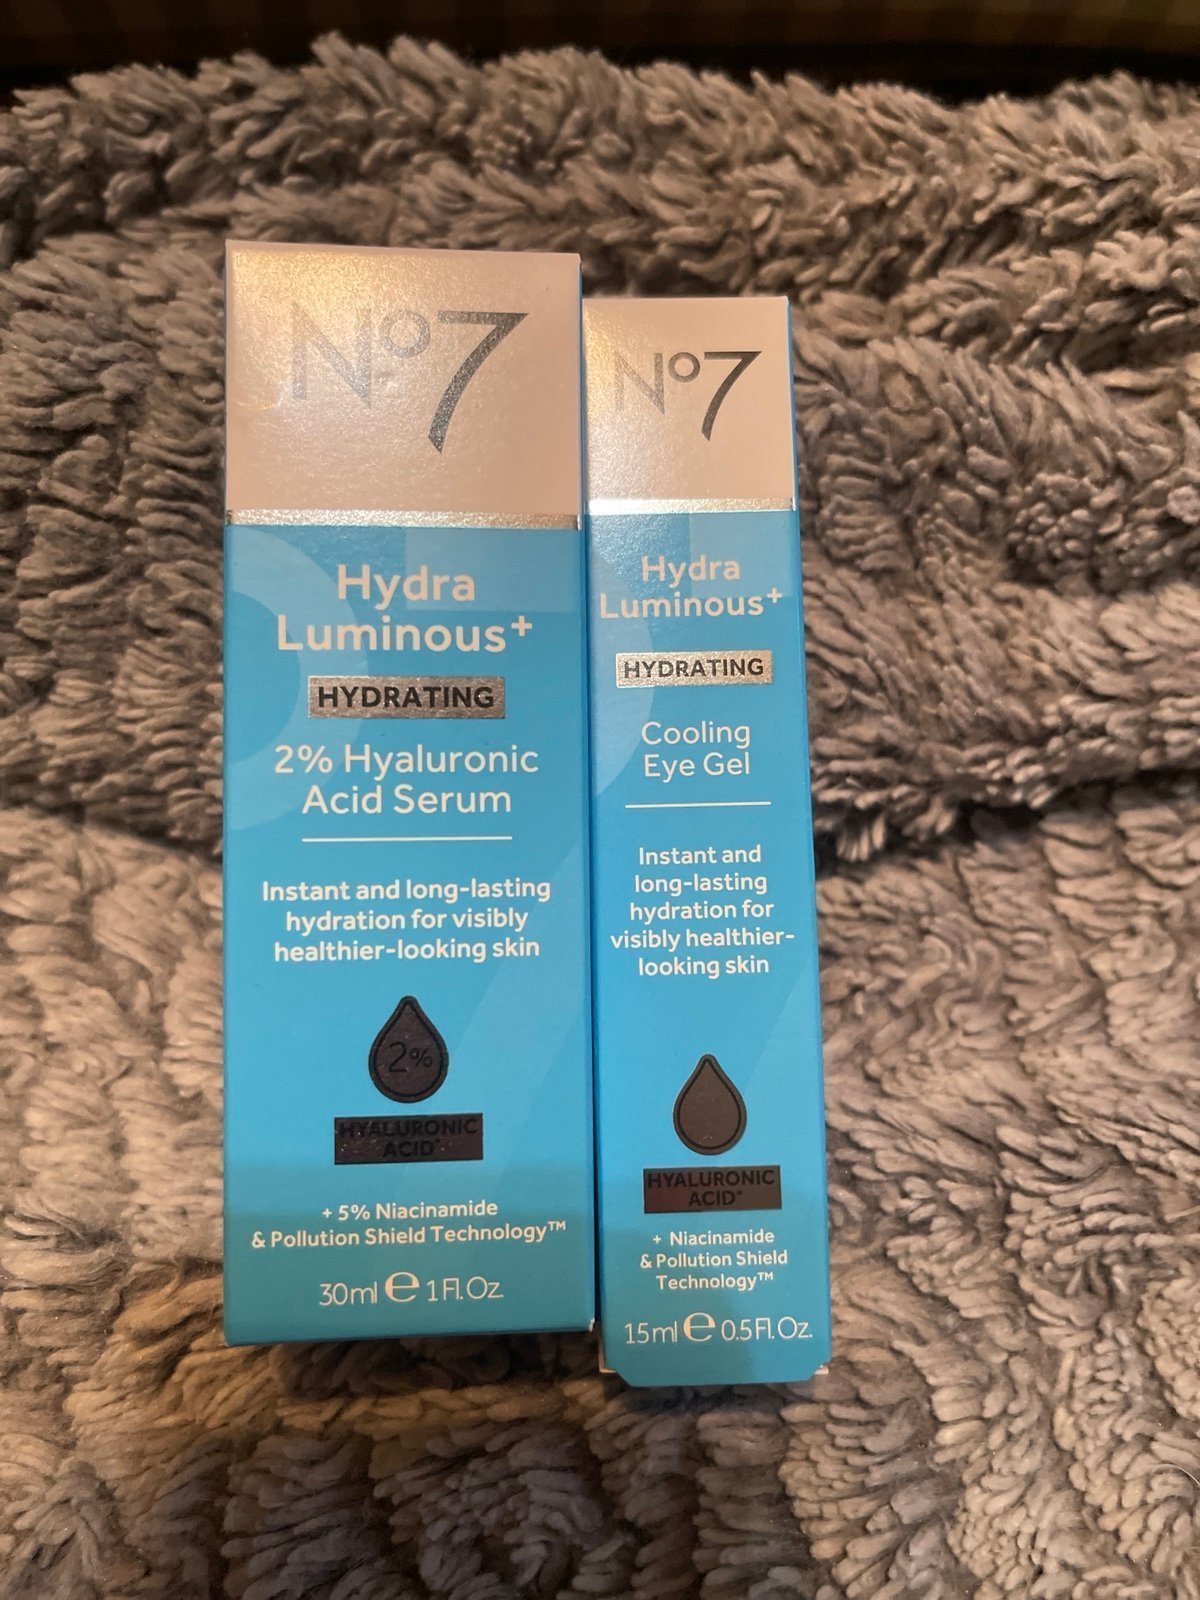 Nº7
Hydra
Luminous+
HYDRATING
2% Hyaluronic
Acid Serum
Instant and long-lasting
hydration for visibly
healthier-looking skin
2%
HYALURONIC
ACID*
+ 5% Niacinamide
& Pollution Shield Technology™
30ml e 1 Fl. Oz.
Nº7
Hydra
Luminous+
HYDRATING
Cooling
Eye Gel
Instant and
long-lasting
hydration for
visibly healthier-
looking skin
HYALURONIC
ACID*
+ Niacinamide
& Pollution Shield
Technology™
15ml e 0.5 Fl. Oz.